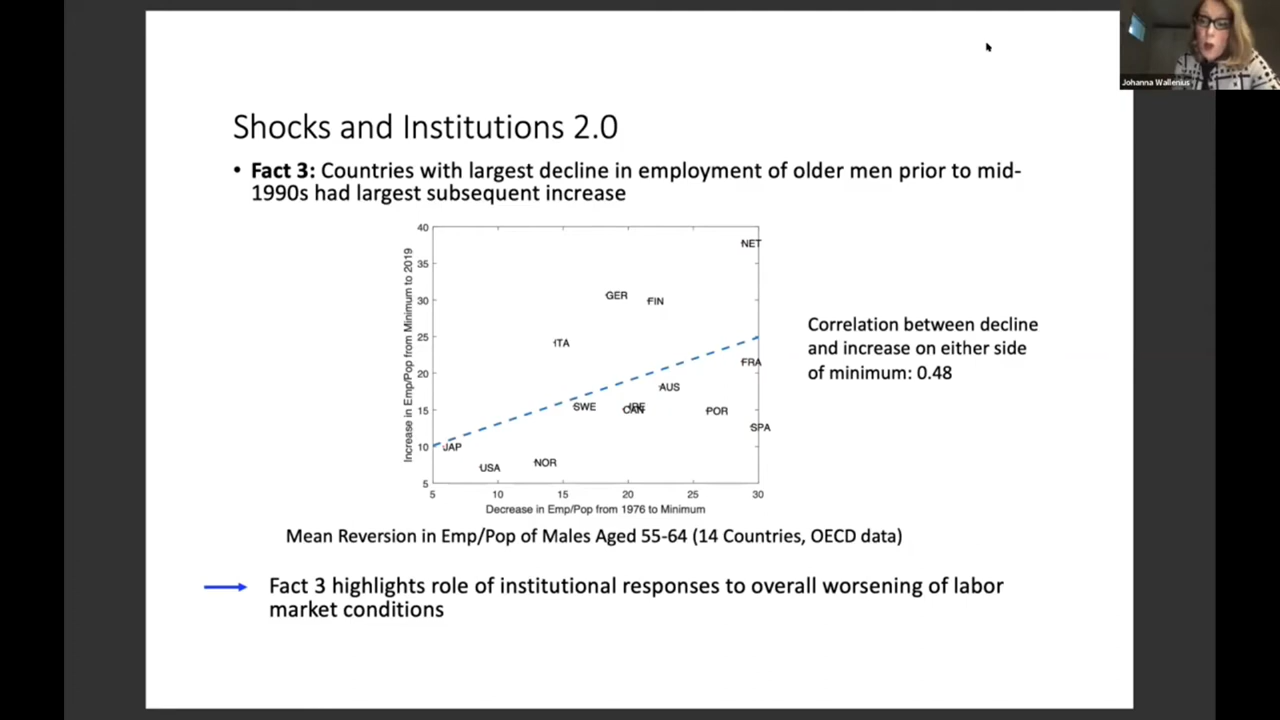 Johanna Wallenius
Shocks and Institutions 2.0
• Fact 3: Countries with largest decline in employment of older men prior to mid-
1990s had largest subsequent increase
Increase in Emp/Pop from Minimum to 2019
40
35
30
25
20
15
10
5
NET
GER
FIN
ITA
FRA
AUS
SWE
IRE
CAN
POR
SPA
JAP
USA
NOR
5
10
15
20
25
30
Decrease in Emp/Pop from 1976 to Minimum
Correlation between decline
and increase on either side
of minimum: 0.48
Mean Reversion in Emp/Pop of Males Aged 55-64 (14 Countries, OECD data)
Fact 3 highlights role of institutional responses to overall worsening of labor
market conditions